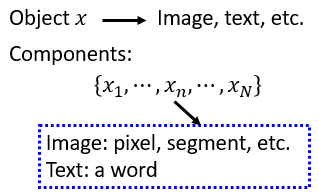 Object x → Image, text, etc.
Components:
{x₁, ⋯, xₙ, ⋯, x_N}
Image: pixel, segment, etc.
Text: a word